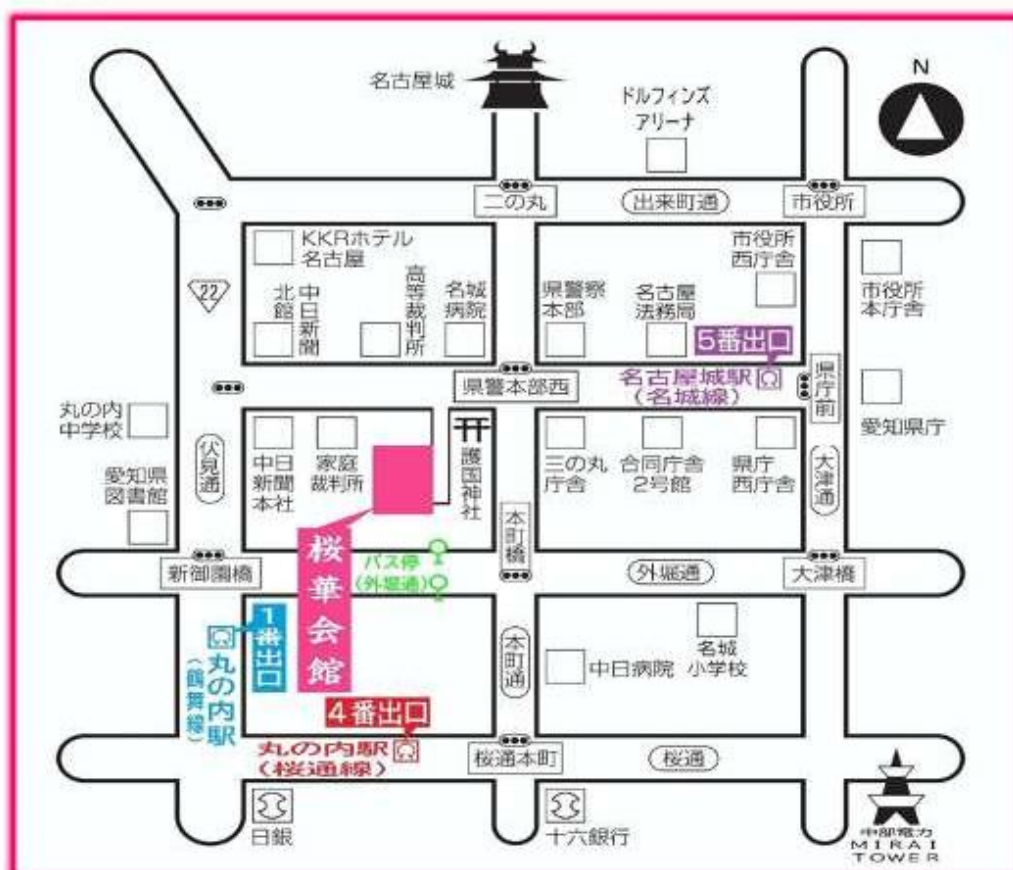 名古屋城
ドルフィンズ
アリーナ
N
二の丸
出来町通
市役所
KKRホテル
名古屋
市役所
西庁舎
22
中日新聞
北館
高等裁判所
名城
病院
県警察
本部
名古屋
法務局
市役所
本庁舎
5番出口
県警本部西
名古屋城駅
(名城線)
県庁前
丸の内
中学校
愛知県庁
伏見通
中日
新聞
本社
家庭
裁判所
護国神社
三の丸
庁舎
合同庁舎
2号館
県庁
西庁舎
大津通
愛知県
図書館
本町橋
新御園橋
桜華会館
バス停
(外堀通)
外堀通
大津橋
1番出口
丸の内駅
(鶴舞線)
本町通
中日病院
名城
小学校
4番出口
丸の内駅
(桜通線)
桜通本町
桜通
日銀
十六銀行
中部電力
MIRAI
TOWER